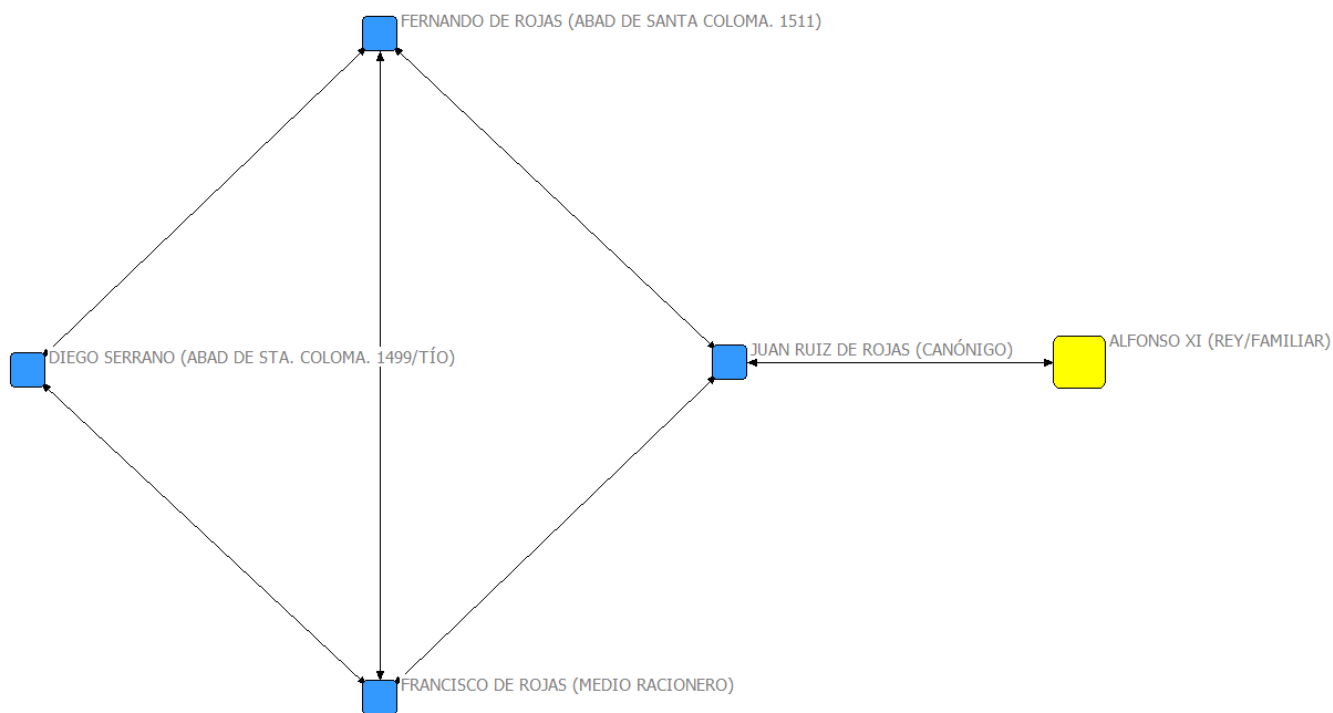 FERNANDO DE ROJAS (ABAD DE SANTA COLOMA. 1511)
JUAN RUIZ DE ROJAS (CANÓNIGO)
ALFONSO XI (REY/FAMILIAR)
DIEGO SERRANO (ABAD DE STA. COLOMA. 1499/TÍO)
FRANCISCO DE ROJAS (MEDIO RACIONERO)